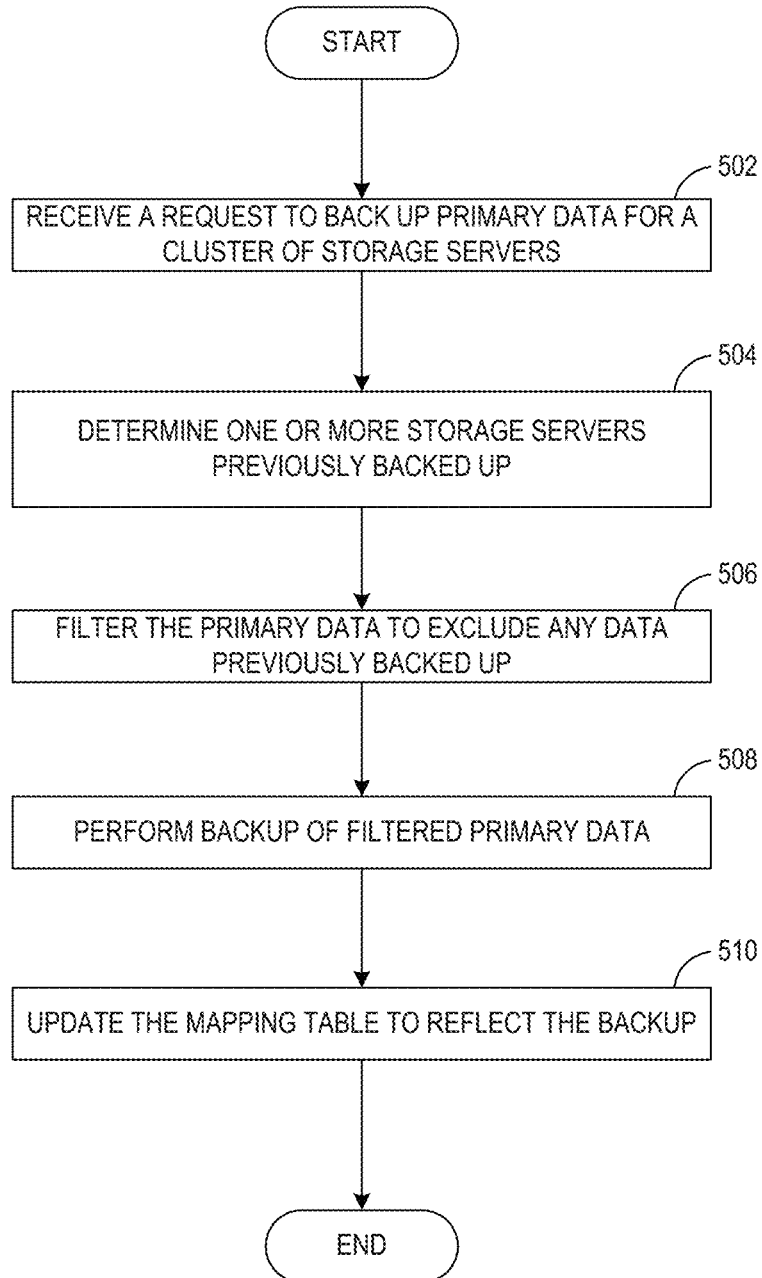 START
502
RECEIVE A REQUEST TO BACK UP PRIMARY DATA FOR A
CLUSTER OF STORAGE SERVERS
504
DETERMINE ONE OR MORE STORAGE SERVERS
PREVIOUSLY BACKED UP
506
FILTER THE PRIMARY DATA TO EXCLUDE ANY DATA
PREVIOUSLY BACKED UP
508
PERFORM BACKUP OF FILTERED PRIMARY DATA
510
UPDATE THE MAPPING TABLE TO REFLECT THE BACKUP
END